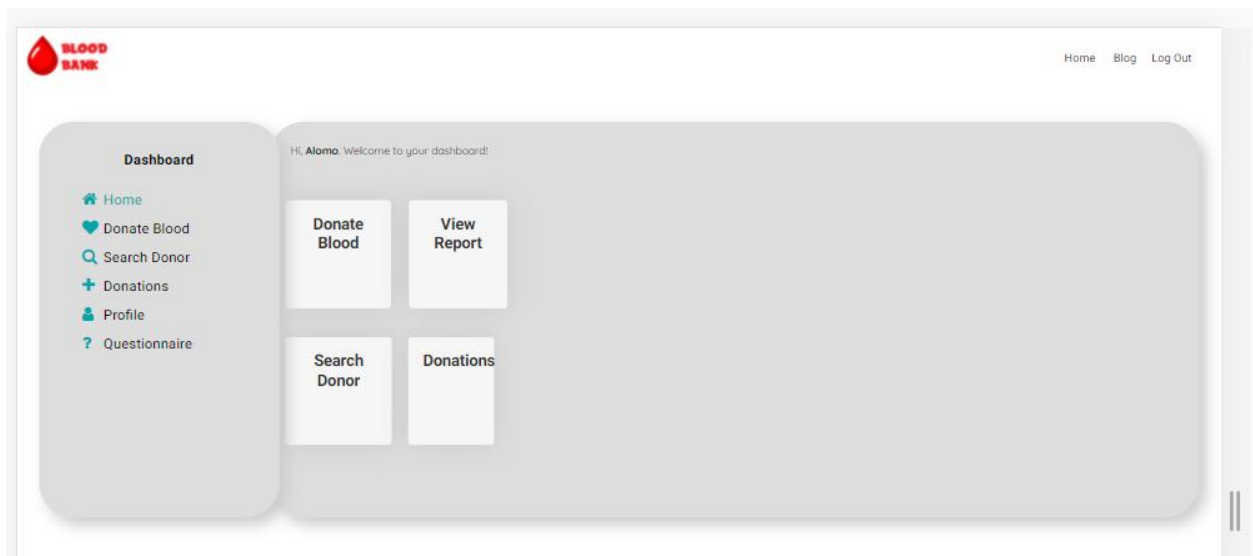 BLOOD
BANK
Home Blog Log Out
Dashboard
Home
Donate Blood
Search Donor
Donations
Profile
? Questionnaire
Hi, Alomo. Welcome to your dashboard!
Donate
Blood
View
Report
Search
Donor
Donations